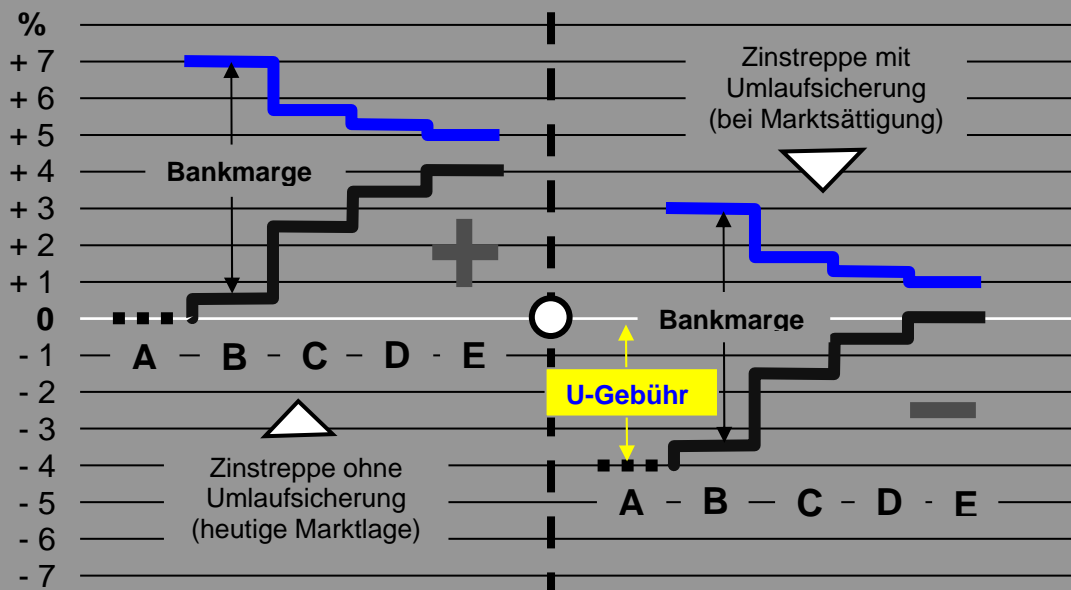 %
+ 7
+ 6
+ 5
+ 4
+ 3
+ 2
+ 1
0
- 1
- 2
- 3
- 4
- 5
- 6
- 7
Bankmarge
A B C D E
Zinstreppe ohne
Umlaufsicherung
(heutige Marktlage)
Zinstreppe mit
Umlaufsicherung
(bei Marktsättigung)
Bankmarge
U-Gebühr
A B C D E